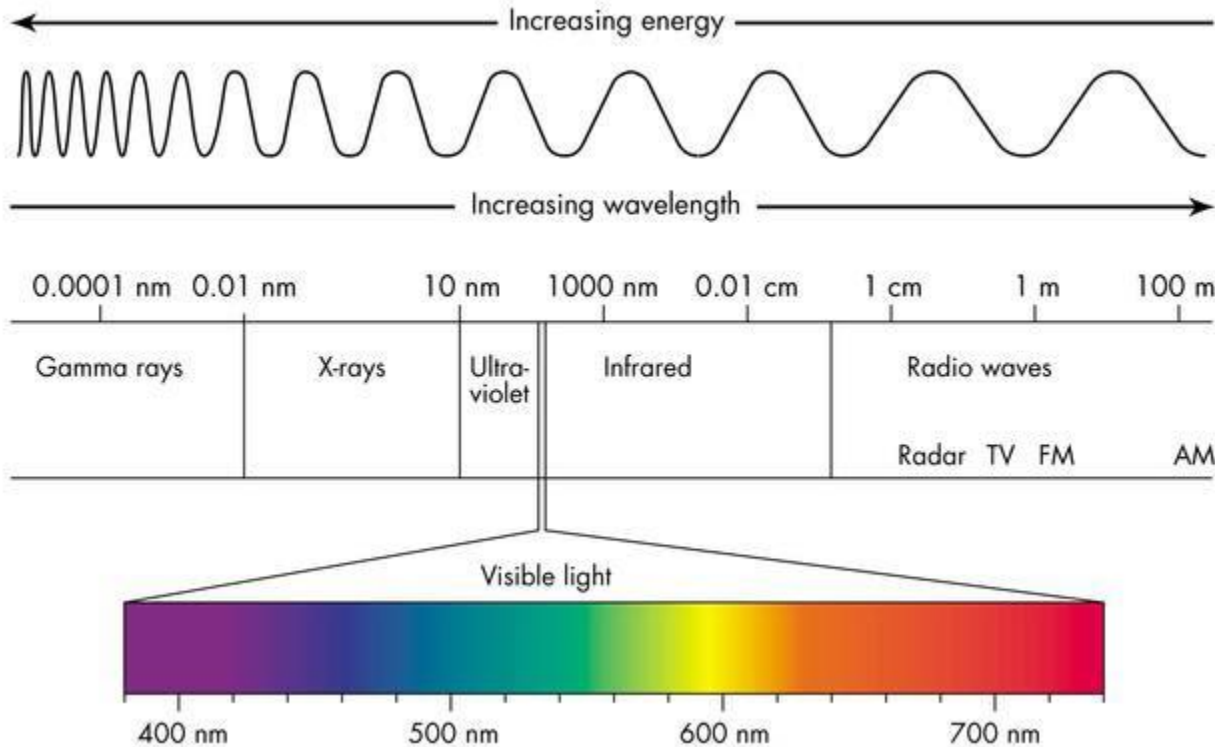 Increasing energy
Increasing wavelength
0.0001 nm 0.01 nm 10 nm 1000 nm 0.01 cm 1 cm 1 m 100 m
Gamma rays X-rays Ultra- Infrared Radio waves
violet
Radar TV FM AM
Visible light
400 nm 500 nm 600 nm 700 nm